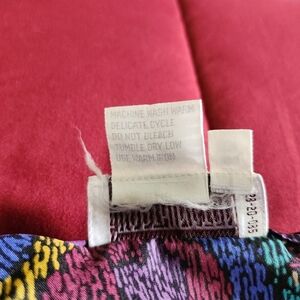 MACHINE WASH WARM
DELICATE CYCLE
DO NOT BLEACH
TUMBLE DRY LOW
USE WARM IRON